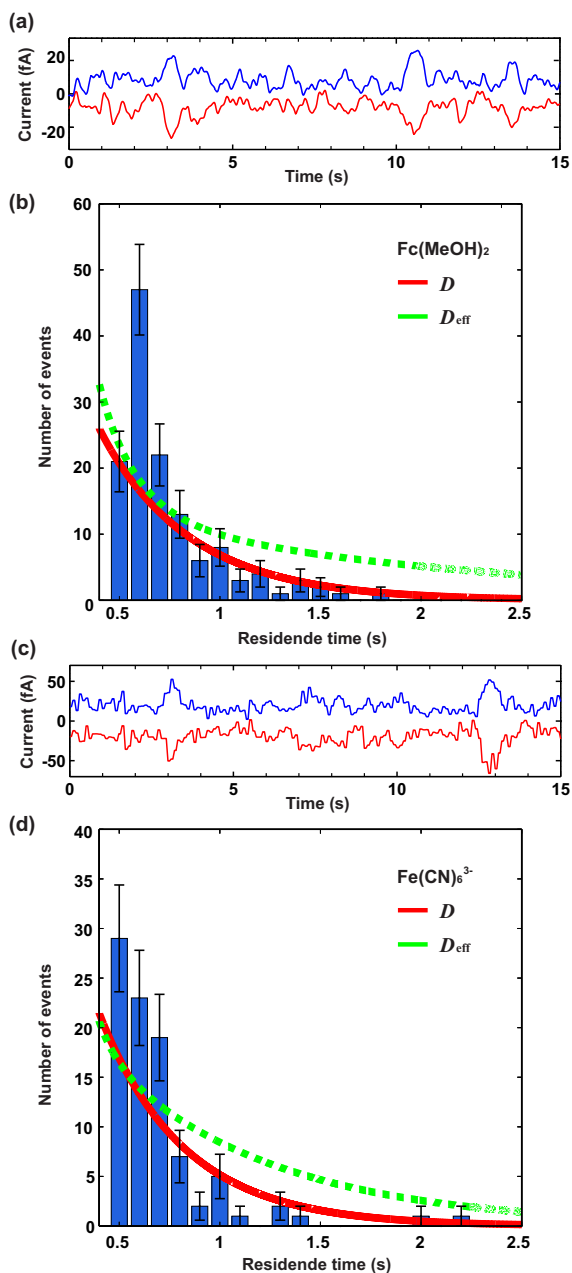 (a)
Current (fA)
20
0
-20
0 5 10 15
Time (s)
(b)
Number of events
60
50
40
30
20
10
0
Fc(MeOH)₂
D
Deff
0.5 1 1.5 2 2.5
Residende time (s)
(c)
Current (fA)
50
0
-50
0 5 10 15
Time (s)
(d)
Number of events
40
35
30
25
20
15
10
5
0
Fe(CN)₆³⁻
D
Deff
0.5 1 1.5 2 2.5
Residende time (s)